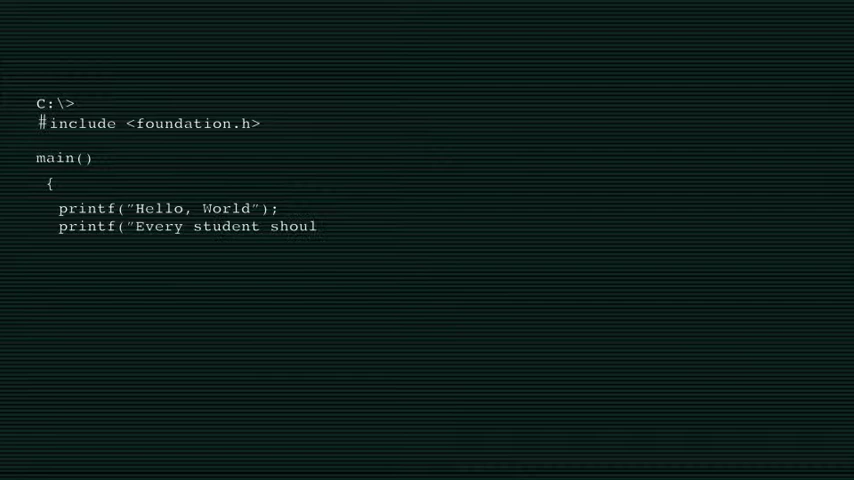 C:\>
#include <foundation.h>
main()
{
printf("Hello, World");
printf("Every student shoul